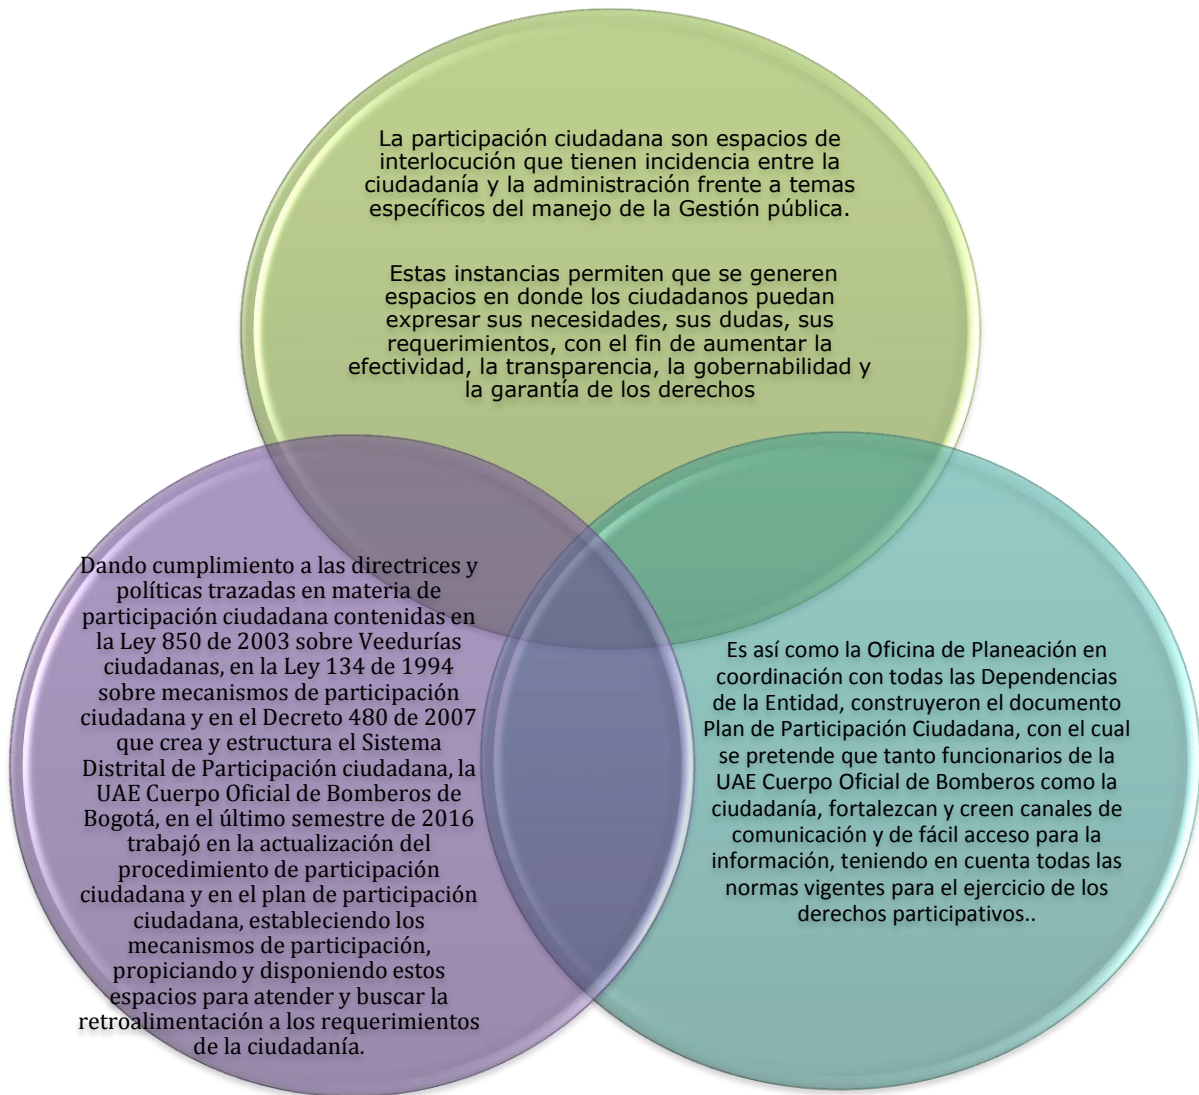 La participación ciudadana son espacios de
interlocución que tienen incidencia entre la
ciudadanía y la administración frente a temas
específicos del manejo de la Gestión pública.
Estas instancias permiten que se generen
espacios en donde los ciudadanos puedan
expresar sus necesidades, sus dudas, sus
requerimientos, con el fin de aumentar la
efectividad, la transparencia, la gobernabilidad y
la garantía de los derechos
Dando cumplimiento a las directrices y
políticas trazadas en materia de
participación ciudadana contenidas en
la Ley 850 de 2003 sobre Veedurías
ciudadanas, en la Ley 134 de 1994
sobre mecanismos de participación
ciudadana y en el Decreto 480 de 2007
que crea y estructura el Sistema
Distrital de Participación ciudadana, la
UAE Cuerpo Oficial de Bomberos de
Bogotá, en el último semestre de 2016
trabajó en la actualización del
procedimiento de participación
ciudadana y en el plan de participación
ciudadana, estableciendo los
mecanismos de participación,
propiciando y disponiendo estos
espacios para atender y buscar la
retroalimentación a los requerimientos
de la ciudadanía.
Es así como la Oficina de Planeación en
coordinación con todas las Dependencias
de la Entidad, construyeron el documento
Plan de Participación Ciudadana, con el cual
se pretende que tanto funcionarios de la
UAE Cuerpo Oficial de Bomberos como la
ciudadanía, fortalezcan y creen canales de
comunicación y de fácil acceso para la
información, teniendo en cuenta todas las
normas vigentes para el ejercicio de los
derechos participativos..